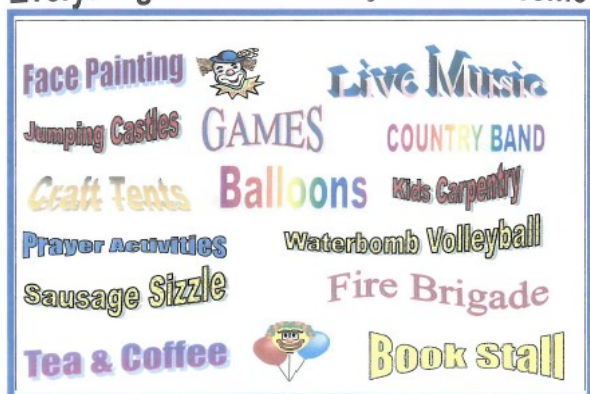 Face Painting Live Music
Jumping Castles GAMES COUNTRY BAND
Craft Tents Balloons Kids Carpentry
Prayer Activities Waterbomb Volleyball
Sausage Sizzle Fire Brigade
Tea & Coffee Book Stall